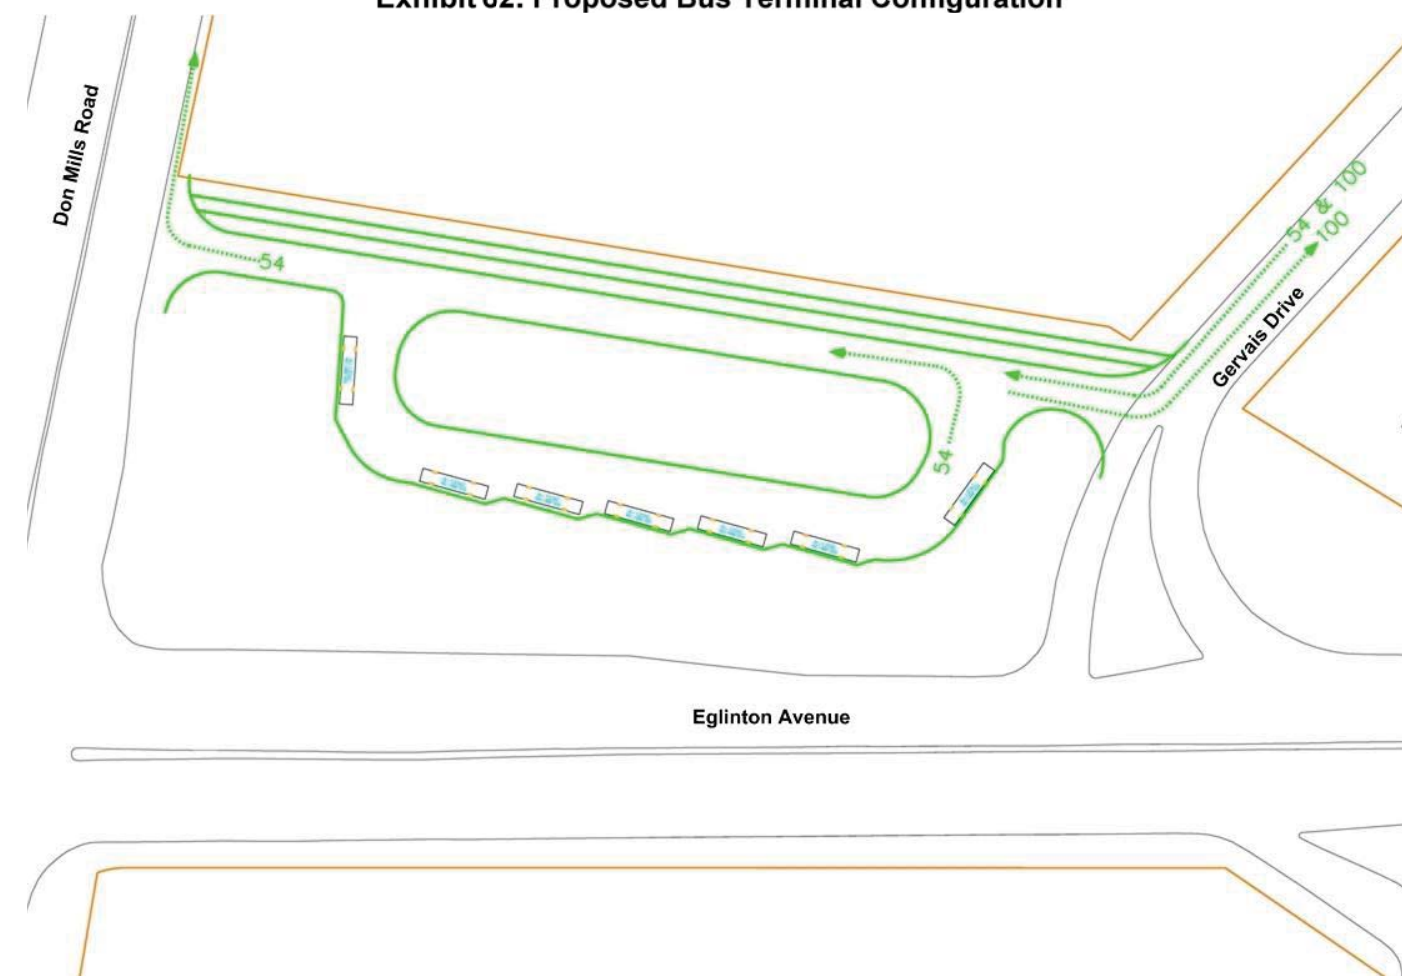 Exhibit 62: Proposed Bus Terminal Configuration
Don Mills Road
54
54 & 100
100
Gervais Drive
54
Eglinton Avenue